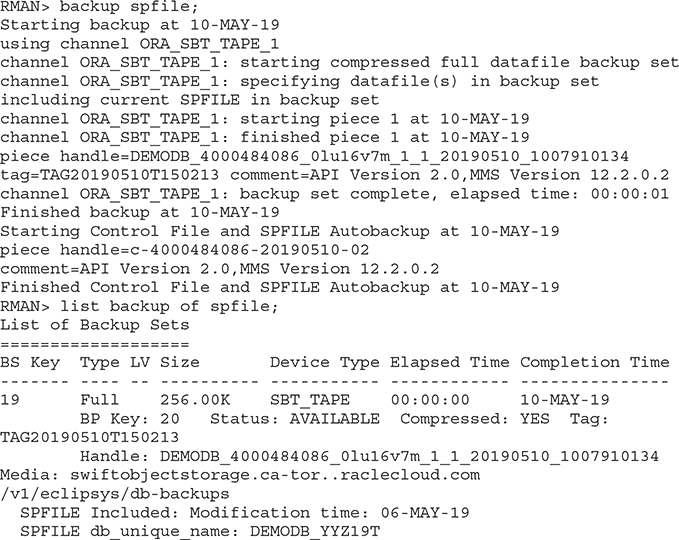 RMAN> backup spfile;
Starting backup at 10-MAY-19
using channel ORA_SBT_TAPE_1
channel ORA_SBT_TAPE_1: starting compressed full datafile backup set
channel ORA_SBT_TAPE_1: specifying datafile(s) in backup set
including current SPFILE in backup set
channel ORA_SBT_TAPE_1: starting piece 1 at 10-MAY-19
channel ORA_SBT_TAPE_1: finished piece 1 at 10-MAY-19
piece handle=DEMODB_4000484086_0lu16v7m_1_1_20190510_1007910134
tag=TAG20190510T150213 comment=API Version 2.0,MMS Version 12.2.0.2
channel ORA_SBT_TAPE_1: backup set complete, elapsed time: 00:00:01
Finished backup at 10-MAY-19
Starting Control File and SPFILE Autobackup at 10-MAY-19
piece handle=c-4000484086-20190510-02
comment=API Version 2.0,MMS Version 12.2.0.2
Finished Control File and SPFILE Autobackup at 10-MAY-19
RMAN> list backup of spfile;
List of Backup Sets
===================
BS Key  Type LV Size       Device Type Elapsed Time Completion Time
------- ---- -- ---------- ----------- ------------ ---------------
19      Full    256.00K    SBT_TAPE    00:00:00     10-MAY-19
        BP Key: 20   Status: AVAILABLE  Compressed: YES  Tag:
TAG20190510T150213
        Handle: DEMODB_4000484086_0lu16v7m_1_1_20190510_1007910134
Media: swiftobjectstorage.ca-tor..raclecloud.com
/v1/eclipsys/db-backups
  SPFILE Included: Modification time: 06-MAY-19
  SPFILE db_unique_name: DEMODB_YYZ19T